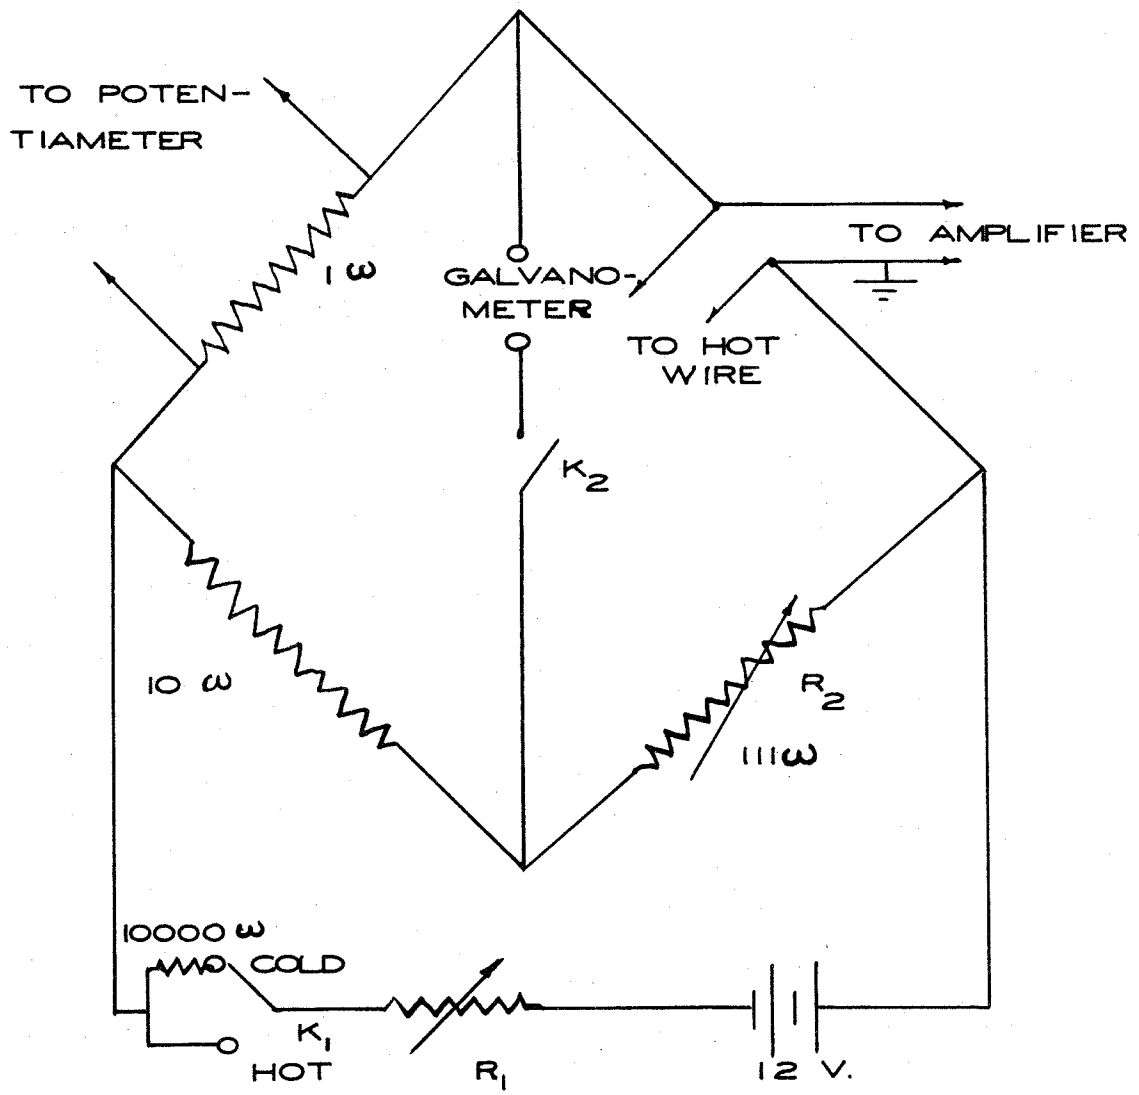 TO POTEN-
TIAMETER
1 ω
GALVANO-
METER
TO AMPLIFIER
TO HOT
WIRE
K2
10 ω
R2
111ω
10000 ω
COLD
K1
HOT
R1
12 V.